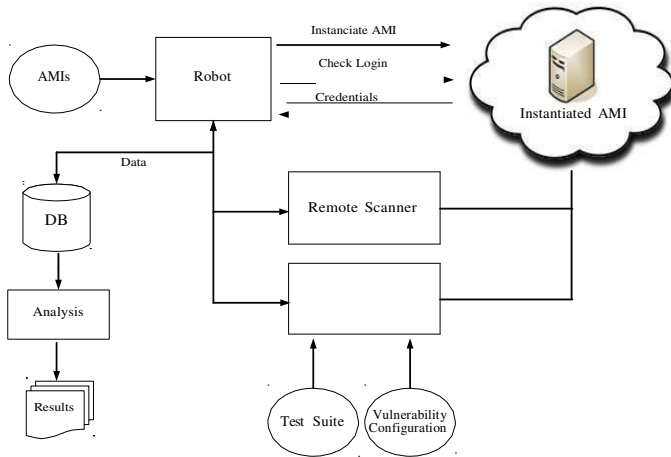 Instanciate AMI
AMIs
Robot
Check Login
Credentials
Instantiated AMI
Data
DB
Remote Scanner
Analysis
Results
Test Suite
Vulnerability
Configuration